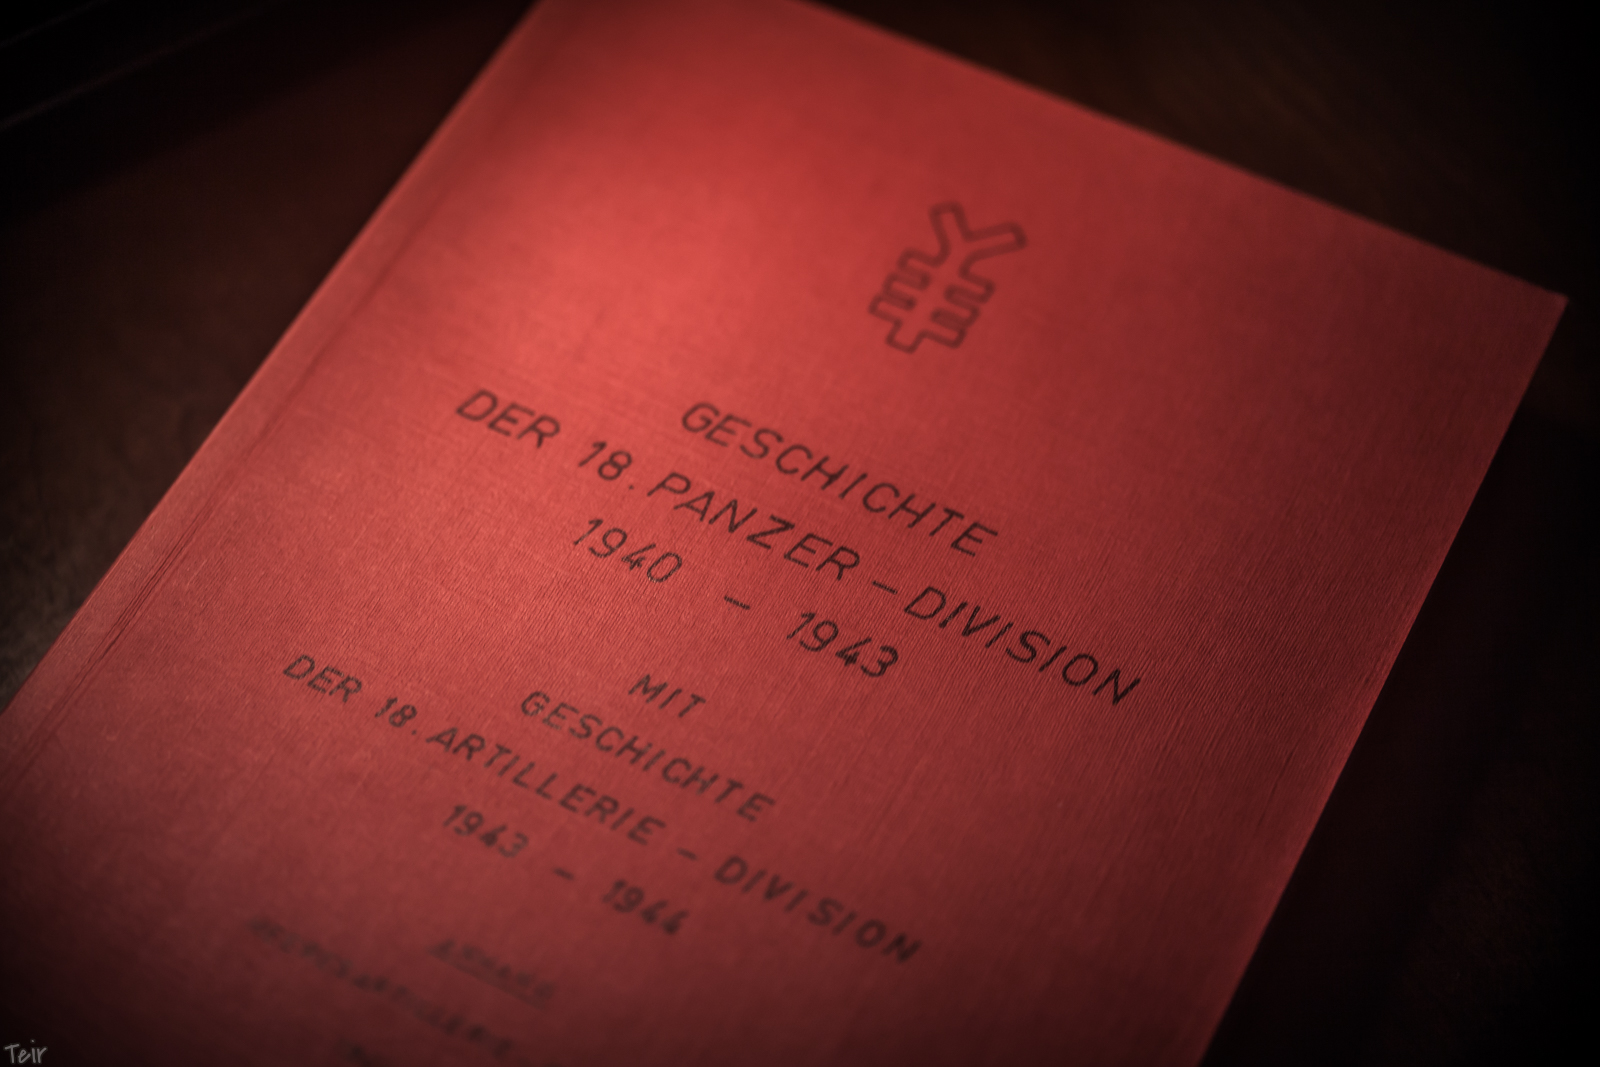 GESCHICHTE
DER 18. PANZER-DIVISION
1940 - 1943
MIT
GESCHICHTE
DER 18. ARTILLERIE - DIVISION
1943 - 1944
Teir